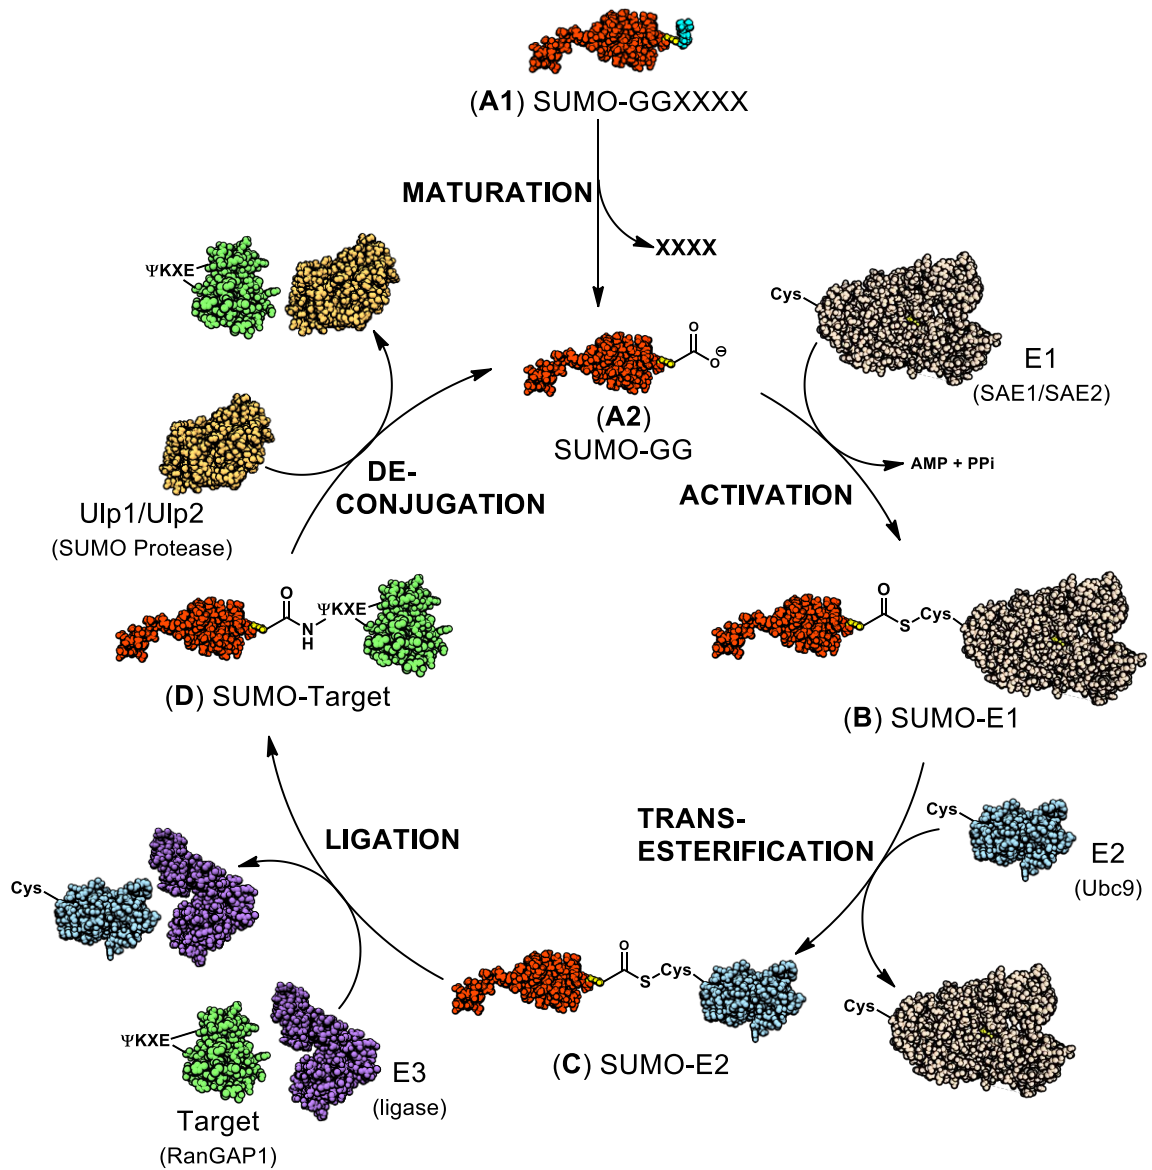 (A1) SUMO-GGXXXX
MATURATION
XXXX
ΨKXE
Cys
E1
(SAE1/SAE2)
O
O
⊖
(A2)
SUMO-GG
AMP + PPi
DE-
CONJUGATION
ACTIVATION
Ulp1/Ulp2
(SUMO Protease)
O
N
H
ΨKXE
(D) SUMO-Target
O
S
Cys
(B) SUMO-E1
TRANS-
ESTERIFICATION
Cys
E2
(Ubc9)
LIGATION
Cys
O
S
Cys
(C) SUMO-E2
Cys
ΨKXE
E3
(ligase)
Target
(RanGAP1)